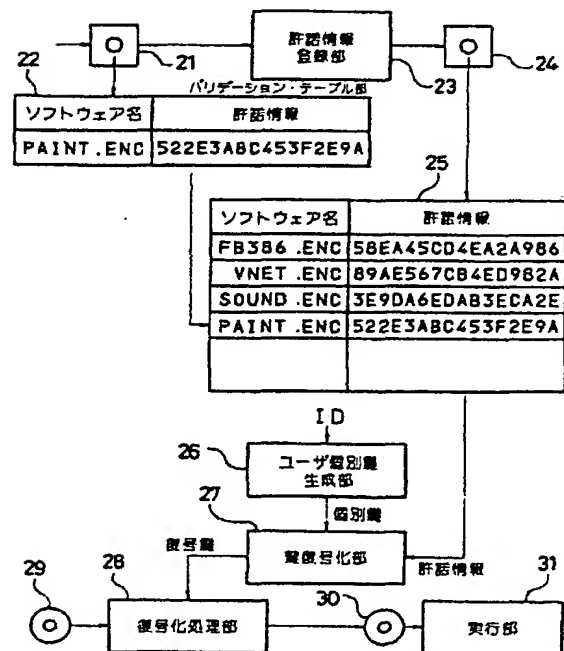 許諾情報
登録部
21
22
23
24
バリデーション・テーブル部
ソフトウェア名 許諾情報
PAINT.ENC 522E3A8C453F2E9A
25
ソフトウェア名 許諾情報
FB386.ENC 58EA45CD4EA2A986
VNET.ENC 89AE567CB4ED982A
SOUND.ENC 3E9DA6EDAB3ECA2E
PAINT.ENC 522E3ABC453F2E9A
ID
26
ユーザ個別鍵
生成部
27
個別鍵
鍵復号化部
復号鍵
許諾情報
28
29
30
31
復号化処理部
実行部